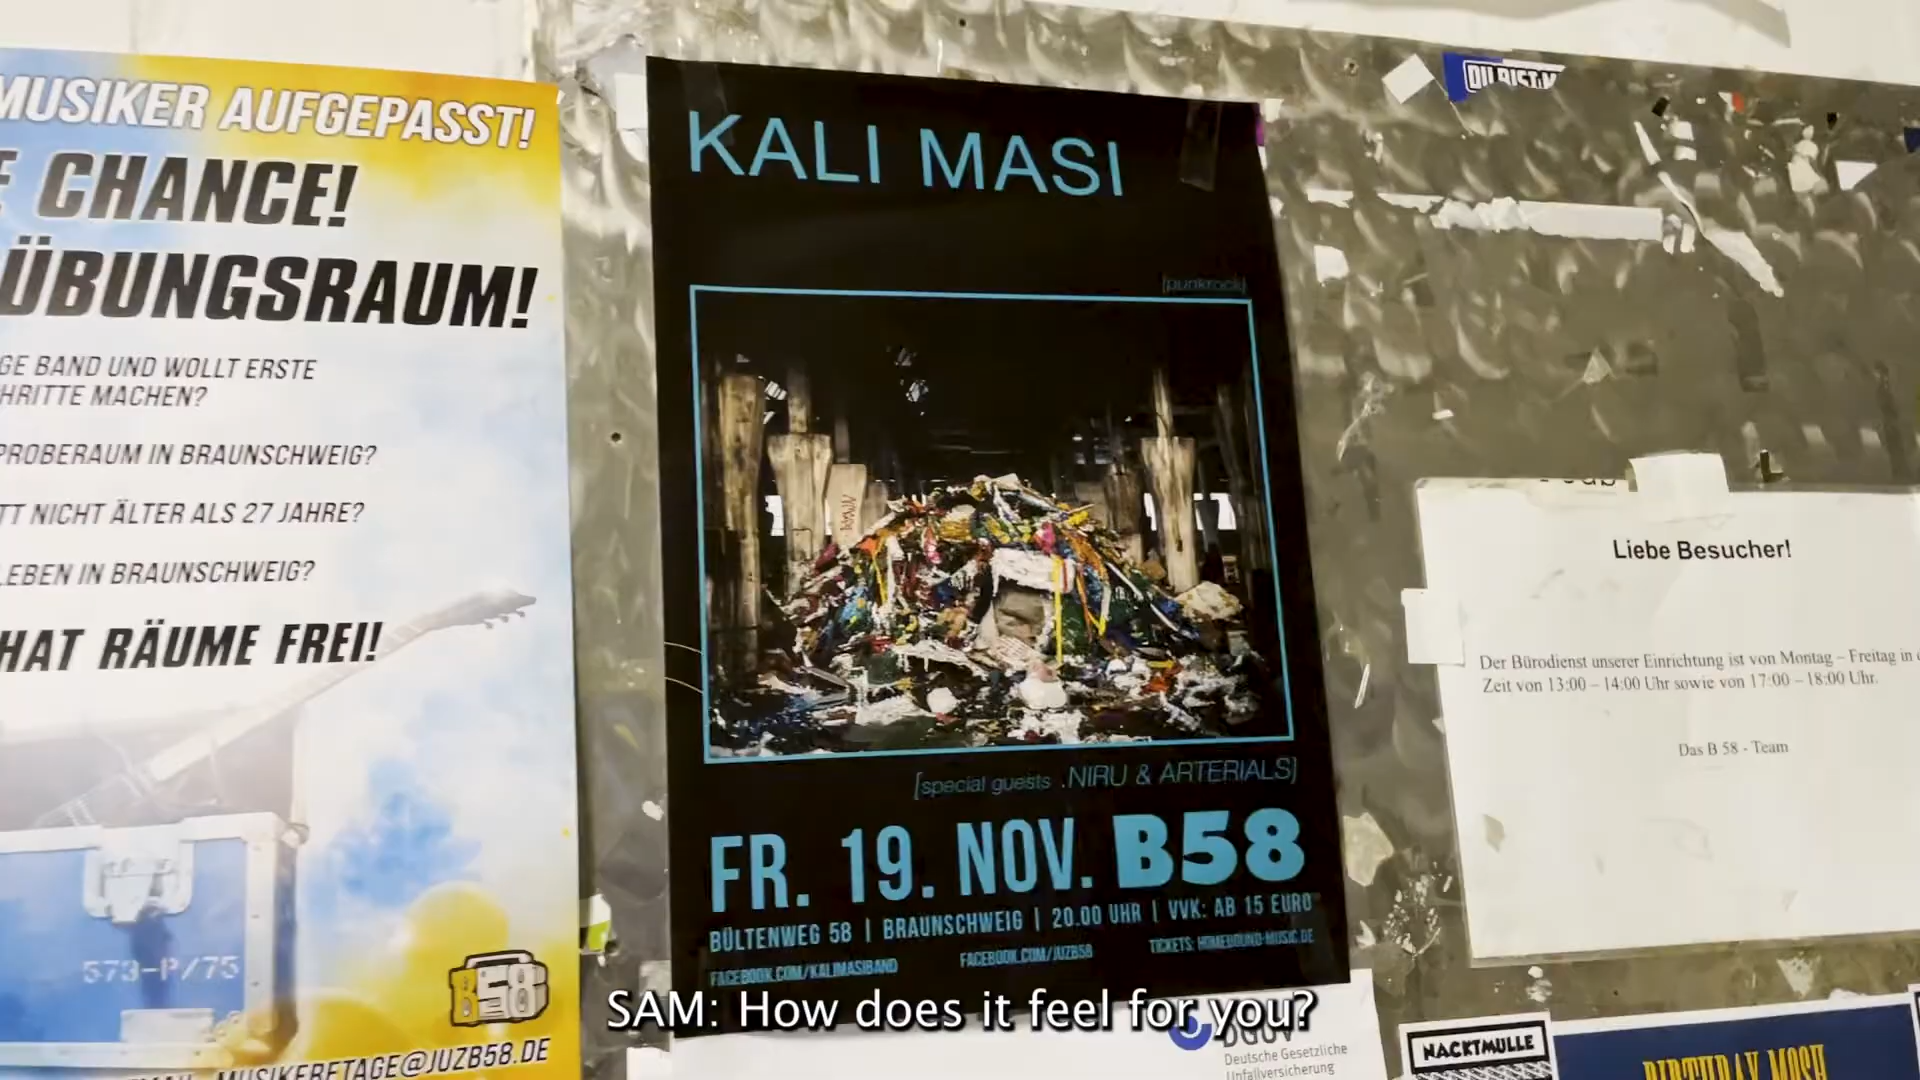 MUSIKER AUFGEPASST!
CHANCE!
ÜBUNGSRAUM!
GE BAND UND WOLLT ERSTE
HRITTE MACHEN?
PROBERAUM IN BRAUNSCHWEIG?
TT NICHT ÄLTER ALS 27 JAHRE?
LEBEN IN BRAUNSCHWEIG?
HAT RÄUME FREI!
573-P/75
B58
MUSIKERETAGE@JUZB58.DE
KALI MASI
[punkrock]
[special guests .NIRU & ARTERIALS]
FR. 19. NOV. B58
BÜLTENWEG 58 | BRAUNSCHWEIG | 20.00 UHR | VVK: AB 15 EURO
FACEBOOK.COM/KALIMASIBAND FACEBOOK.COM/JUZB58 TICKETS: HOMEBOUND-MUSIC.DE
Liebe Besucher!
Der Bürodienst unserer Einrichtung ist von Montag – Freitag in
Zeit von 13:00 – 14:00 Uhr sowie von 17:00 – 18:00 Uhr.
Das B 58 - Team
DGUV
Deutsche Gesetzliche
Unfallversicherung
NACKTMULLE
BIRTHDAY MOSH
SAM: How does it feel for you?